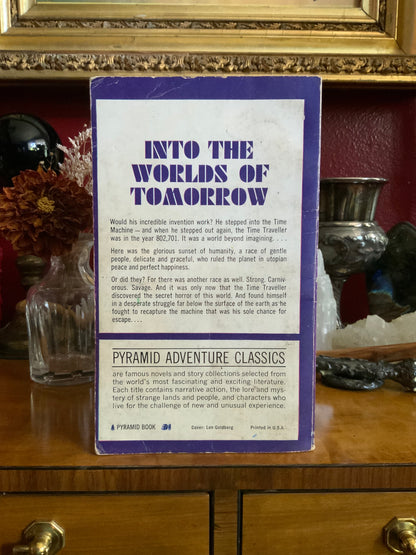 INTO THE
WORLDS OF
TOMORROW
Would his incredible invention work? He stepped into the Time
Machine — and when he stepped out again, the Time Traveller
was in the year 802,701. It was a world beyond imagining. . . .
Here was the glorious sunset of humanity, a race of gentle
people, delicate and graceful, who ruled the planet in utopian
peace and perfect happiness.
Or did they? For there was another race as well. Strong. Carniv-
orous. Savage. And it was only now that the Time Traveller
discovered the secret horror of this world. And found himself
in a desperate struggle far below the surface of the earth as he
fought to recapture the machine that was his sole chance for
escape. . . .
PYRAMID ADVENTURE CLASSICS
are famous novels and story collections selected from
the world's most fascinating and exciting literature.
Each title contains narrative action, the lore and mys-
tery of strange lands and people, and characters who
live for the challenge of new and unusual experience.
PYRAMID BOOK Cover: Len Goldberg Printed in U.S.A.